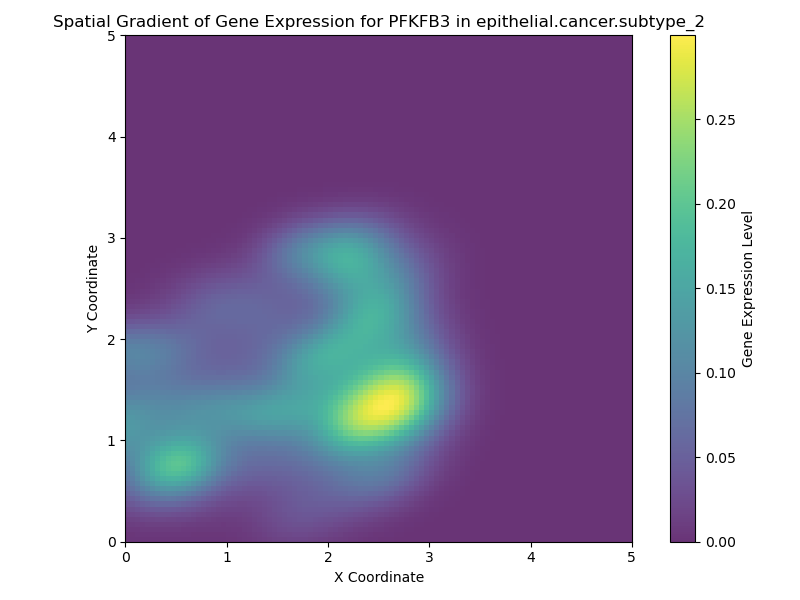 Spatial Gradient of Gene Expression for PFKFB3 in epithelial.cancer.subtype_2
5
4
3
2
1
0
Y Coordinate
0 1 2 3 4 5
X Coordinate
0.25
0.20
0.15
0.10
0.05
0.00
Gene Expression Level